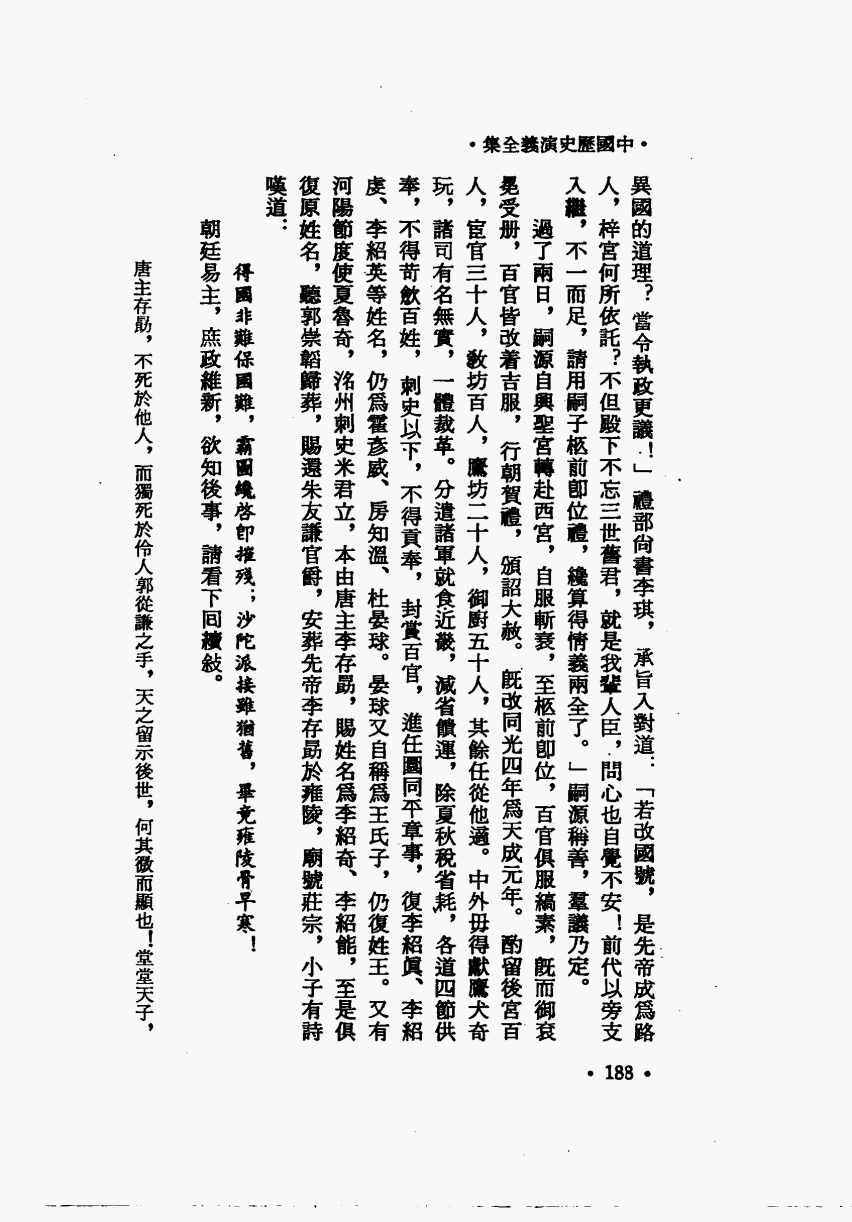 •中國歷史演義全集•
異國的道理？當令執政更議！」禮部尙書李琪，承旨入對道：「若改國號，是先帝成爲路
人，梓宮何所依託？不但殿下不忘三世舊君，就是我輩人臣，問心也自覺不安！前代以旁支
入繼，不一而足，請用嗣子柩前卽位禮，纔算得情義兩全了。」嗣源稱善，羣議乃定。
過了兩日，嗣源自興聖宮轉赴西宮，自服斬衰，至柩前卽位，百官俱服縞素，旣而御袞
冕受册，百官皆改着吉服，行朝賀禮，頒詔大赦。旣改同光四年爲天成元年。酌留後宮百
人，宦官三十人，敎坊百人，鷹坊二十人，御廚五十人，其餘任從他適。中外毋得獻鷹犬奇
玩，諸司有名無實，一體裁革。分遣諸軍就食近畿，減省饋運，除夏秋稅省耗，各道四節供
奉，不得苛斂百姓，刺史以下，不得貢奉，封賞百官，進任圜同平章事，復李紹眞、李紹
虔、李紹英等姓名，仍爲霍彥威、房知溫、杜晏球。晏球又自稱爲王氏子，仍復姓王。又有
河陽節度使夏魯奇，洺州刺史米君立，本由唐主李存勗，賜姓名爲李紹奇、李紹能，至是俱
復原姓名，聽郭崇韜歸葬，賜還朱友謙官爵，安葬先帝李存勗於雍陵，廟號莊宗，小子有詩
嘆道：
得國非難保國難，霸圖纔啓卽摧殘；沙陀派接雖猶舊，畢竟雍陵骨早寒！
朝廷易主，庶政維新，欲知後事，請看下回續敍。
唐主存勗，不死於他人，而獨死於伶人郭從謙之手，天之留示後世，何其微而顯也！堂堂天子，
• 188 •